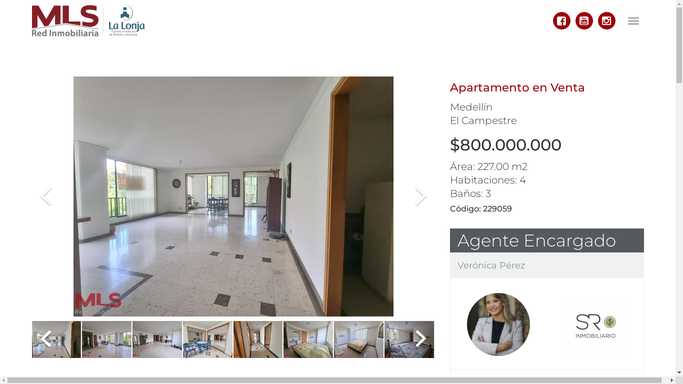 MLS
Red Inmobiliaria
La Lonja
Apartamento en Venta
Medellín
El Campestre
$800.000.000
Área: 227.00 m2
Habitaciones: 4
Baños: 3
Código: 229059
Agente Encargado
Verónica Pérez
MLS
SR
INMOBILIARIO